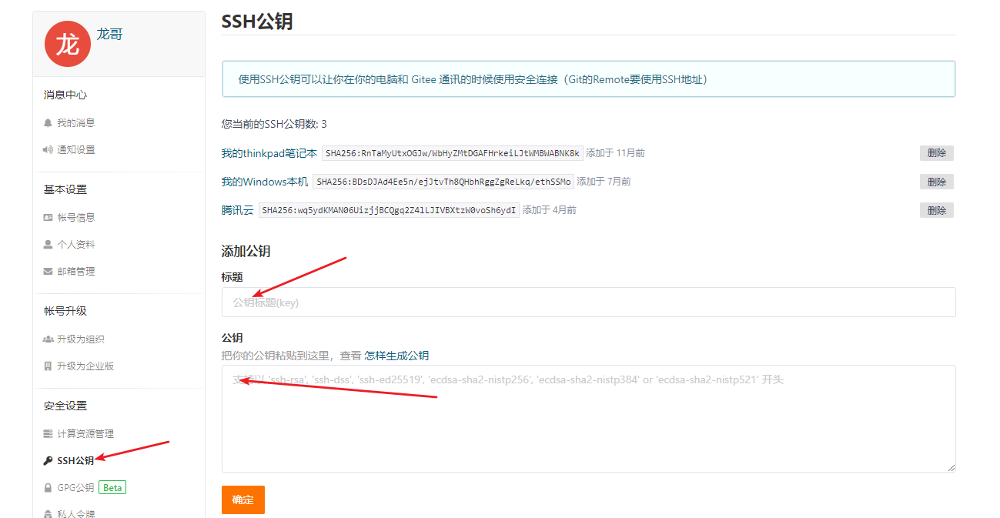 龙
龙哥
消息中心
我的消息
通知设置
基本设置
帐号信息
个人资料
邮箱管理
帐号升级
升级为组织
升级为企业版
安全设置
计算资源管理
SSH公钥
GPG公钥 Beta
私人令牌
SSH公钥
使用SSH公钥可以让你在你的电脑和 Gitee 通讯的时候使用安全连接（Git的Remote要使用SSH地址）
您当前的SSH公钥数: 3
我的thinkpad笔记本 SHA256:RnTaMyUtxOGJw/WbHyZMtDGAFHrkeiLJtWMBWABNK8k 添加于 11月前 删除
我的Windows本机 SHA256:BDsDJAd4Ee5n/ejJtvTh8QHbhRggZgReLkq/ethSSMo 添加于 7月前 删除
腾讯云 SHA256:wq5ydKMAN06UizjjBCQgq2Z4lLJIVBXtzW0voSh6ydI 添加于 4月前 删除
添加公钥
标题
公钥标题(key)
公钥
把你的公钥粘贴到这里，查看 怎样生成公钥
支持以 'ssh-rsa', 'ssh-dss', 'ssh-ed25519', 'ecdsa-sha2-nistp256', 'ecdsa-sha2-nistp384' or 'ecdsa-sha2-nistp521' 开头
确定